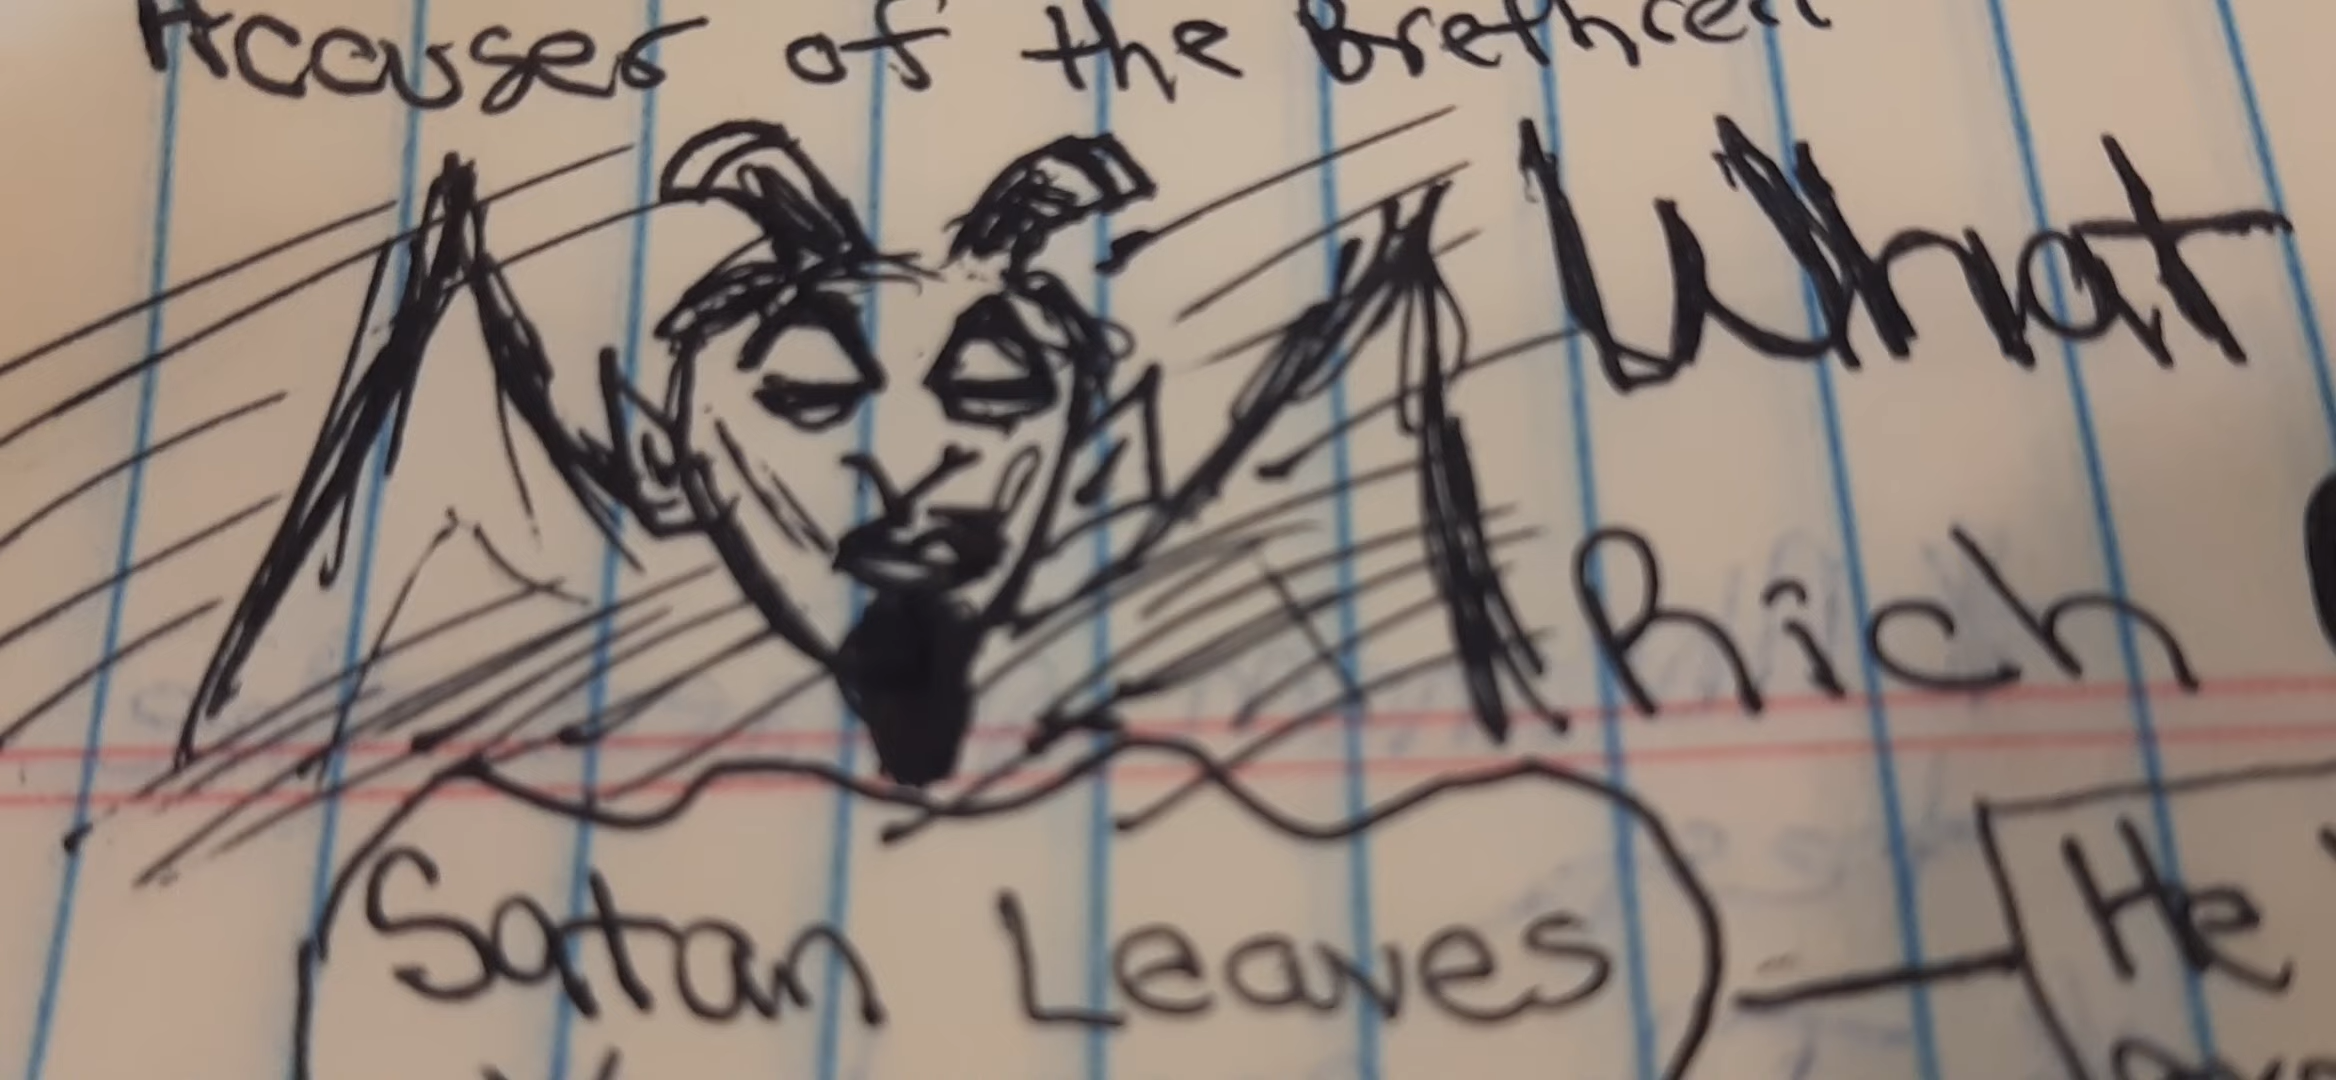 Accuser of the Brethren
What
Rich
Satan Leaves
He